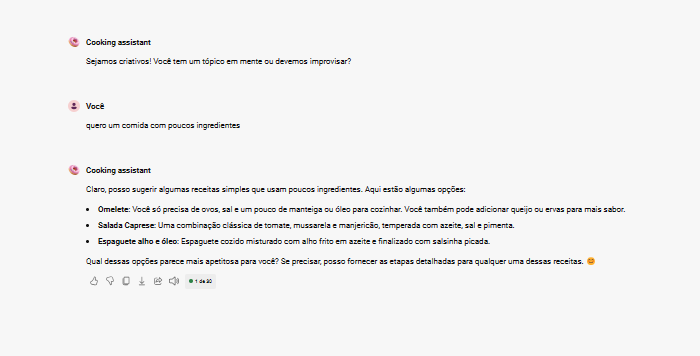 Cooking assistant
Sejamos criativos! Você tem um tópico em mente ou devemos improvisar?
Você
quero um comida com poucos ingredientes
Cooking assistant
Claro, posso sugerir algumas receitas simples que usam poucos ingredientes. Aqui estão algumas opções:
• Omelete: Você só precisa de ovos, sal e um pouco de manteiga ou óleo para cozinhar. Você também pode adicionar queijo ou ervas para mais sabor.
• Salada Caprese: Uma combinação clássica de tomate, mussarela e manjericão, temperada com azeite, sal e pimenta.
• Espaguete alho e óleo: Espaguete cozido misturado com alho frito em azeite e finalizado com salsinha picada.
Qual dessas opções parece mais apetitosa para você? Se precisar, posso fornecer as etapas detalhadas para qualquer uma dessas receitas. 😊
1 de 30